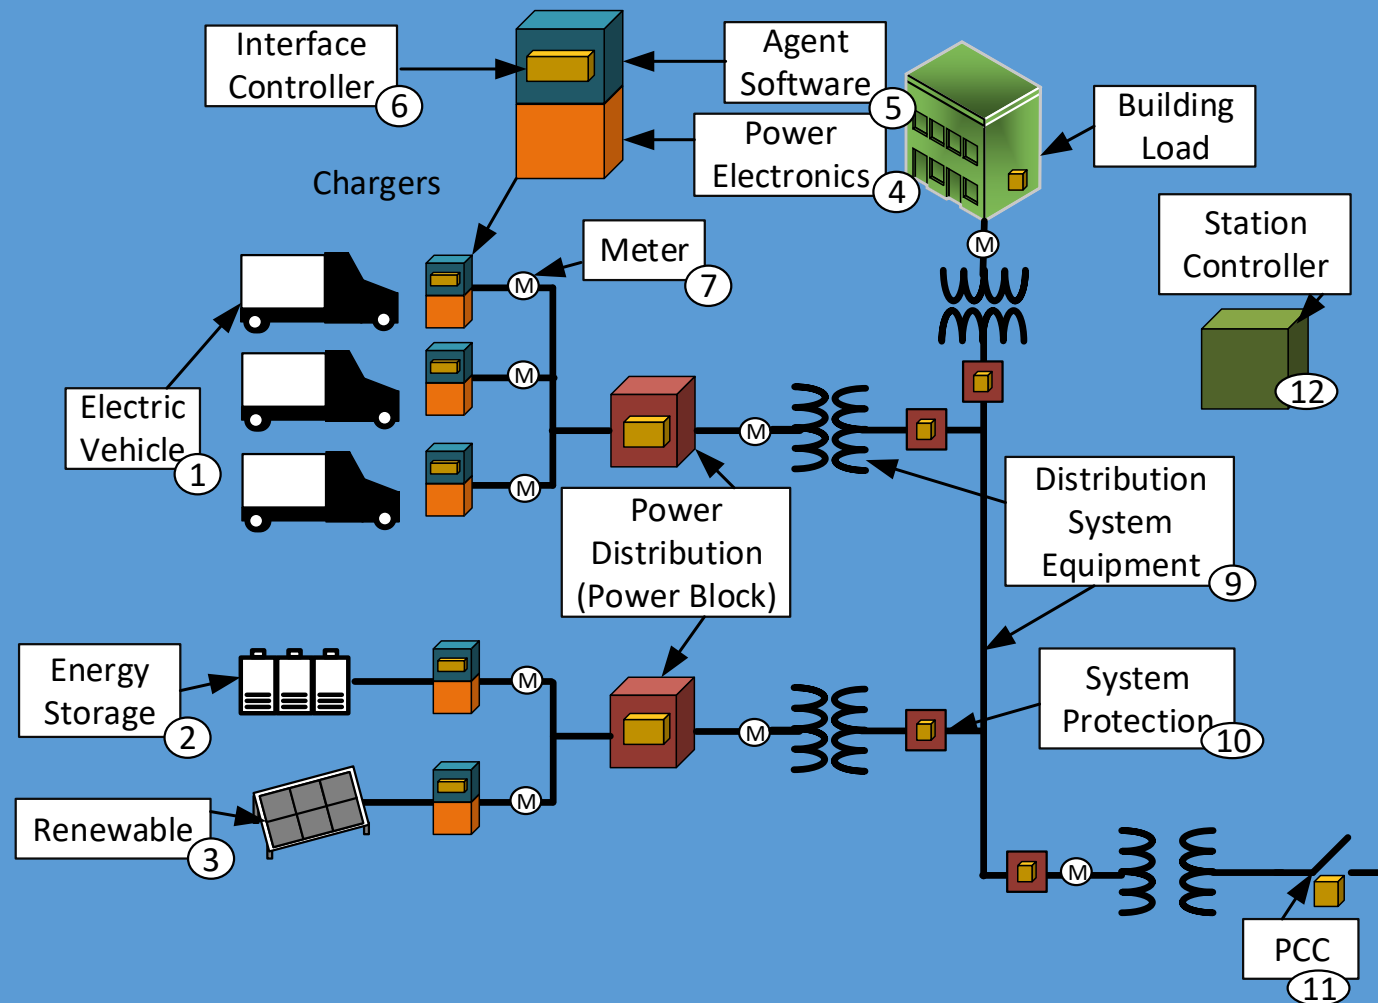 Interface
Controller
6
Agent
Software
5
Power
Electronics
4
Building
Load
Chargers
Station
Controller
12
Meter
7
M
M
M
M
M
Electric
Vehicle
1
Power
Distribution
(Power Block)
Distribution
System
Equipment
9
Energy
Storage
2
M
M
System
Protection
10
Renewable
3
M
M
PCC
11